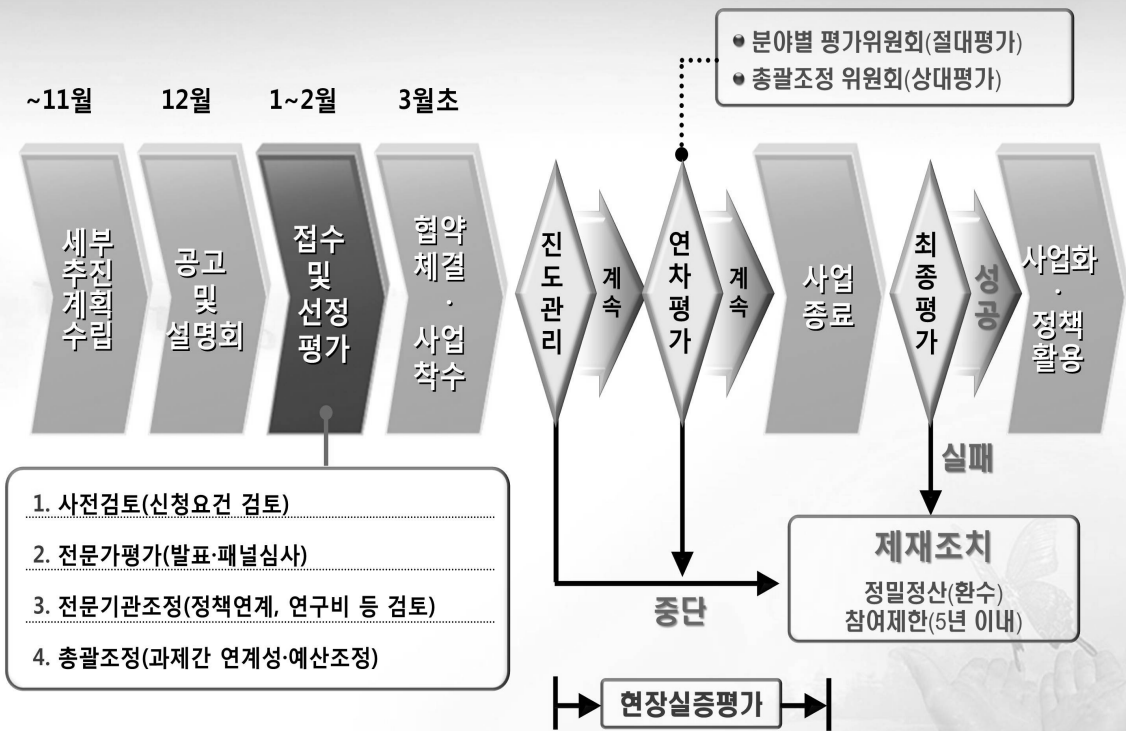 • 분야별 평가위원회(절대평가)
• 총괄조정 위원회(상대평가)
~11월
12월
1~2월
3월초
세부
추진
계획
수립
공고
및
설명회
접수
및
선정
평가
협약
체결
·
사업
착수
진도관리
계속
연차평가
계속
사업
종료
최종평가
성공
사업화
·
정책
활용
실패
1. 사전검토(신청요건 검토)
2. 전문가평가(발표·패널심사)
3. 전문기관조정(정책연계, 연구비 등 검토)
4. 총괄조정(과제간 연계성·예산조정)
중단
제재조치
정밀정산(환수)
참여제한(5년 이내)
현장실증평가